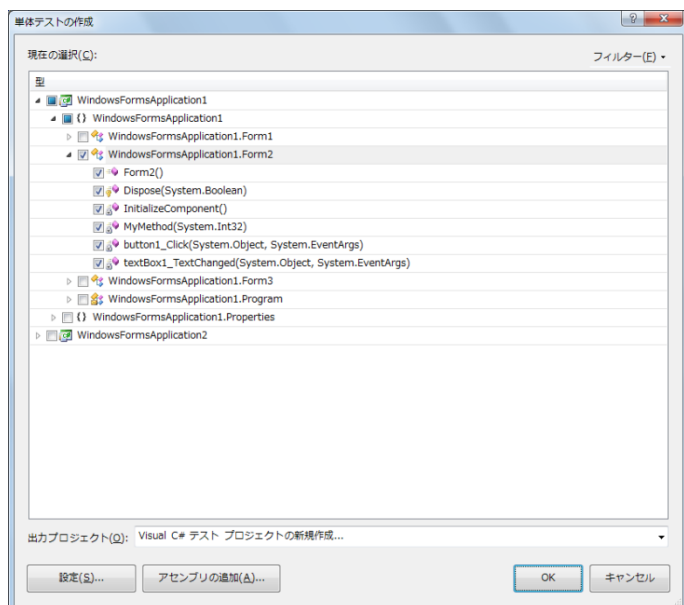 単体テストの作成
現在の選択(C):
フィルター(F)
型
WindowsFormsApplication1
{} WindowsFormsApplication1
WindowsFormsApplication1.Form1
WindowsFormsApplication1.Form2
Form2()
Dispose(System.Boolean)
InitializeComponent()
MyMethod(System.Int32)
button1_Click(System.Object, System.EventArgs)
textBox1_TextChanged(System.Object, System.EventArgs)
WindowsFormsApplication1.Form3
WindowsFormsApplication1.Program
{} WindowsFormsApplication1.Properties
WindowsFormsApplication2
出力プロジェクト(O): Visual C# テスト プロジェクトの新規作成...
設定(S)... アセンブリの追加(A)... OK キャンセル